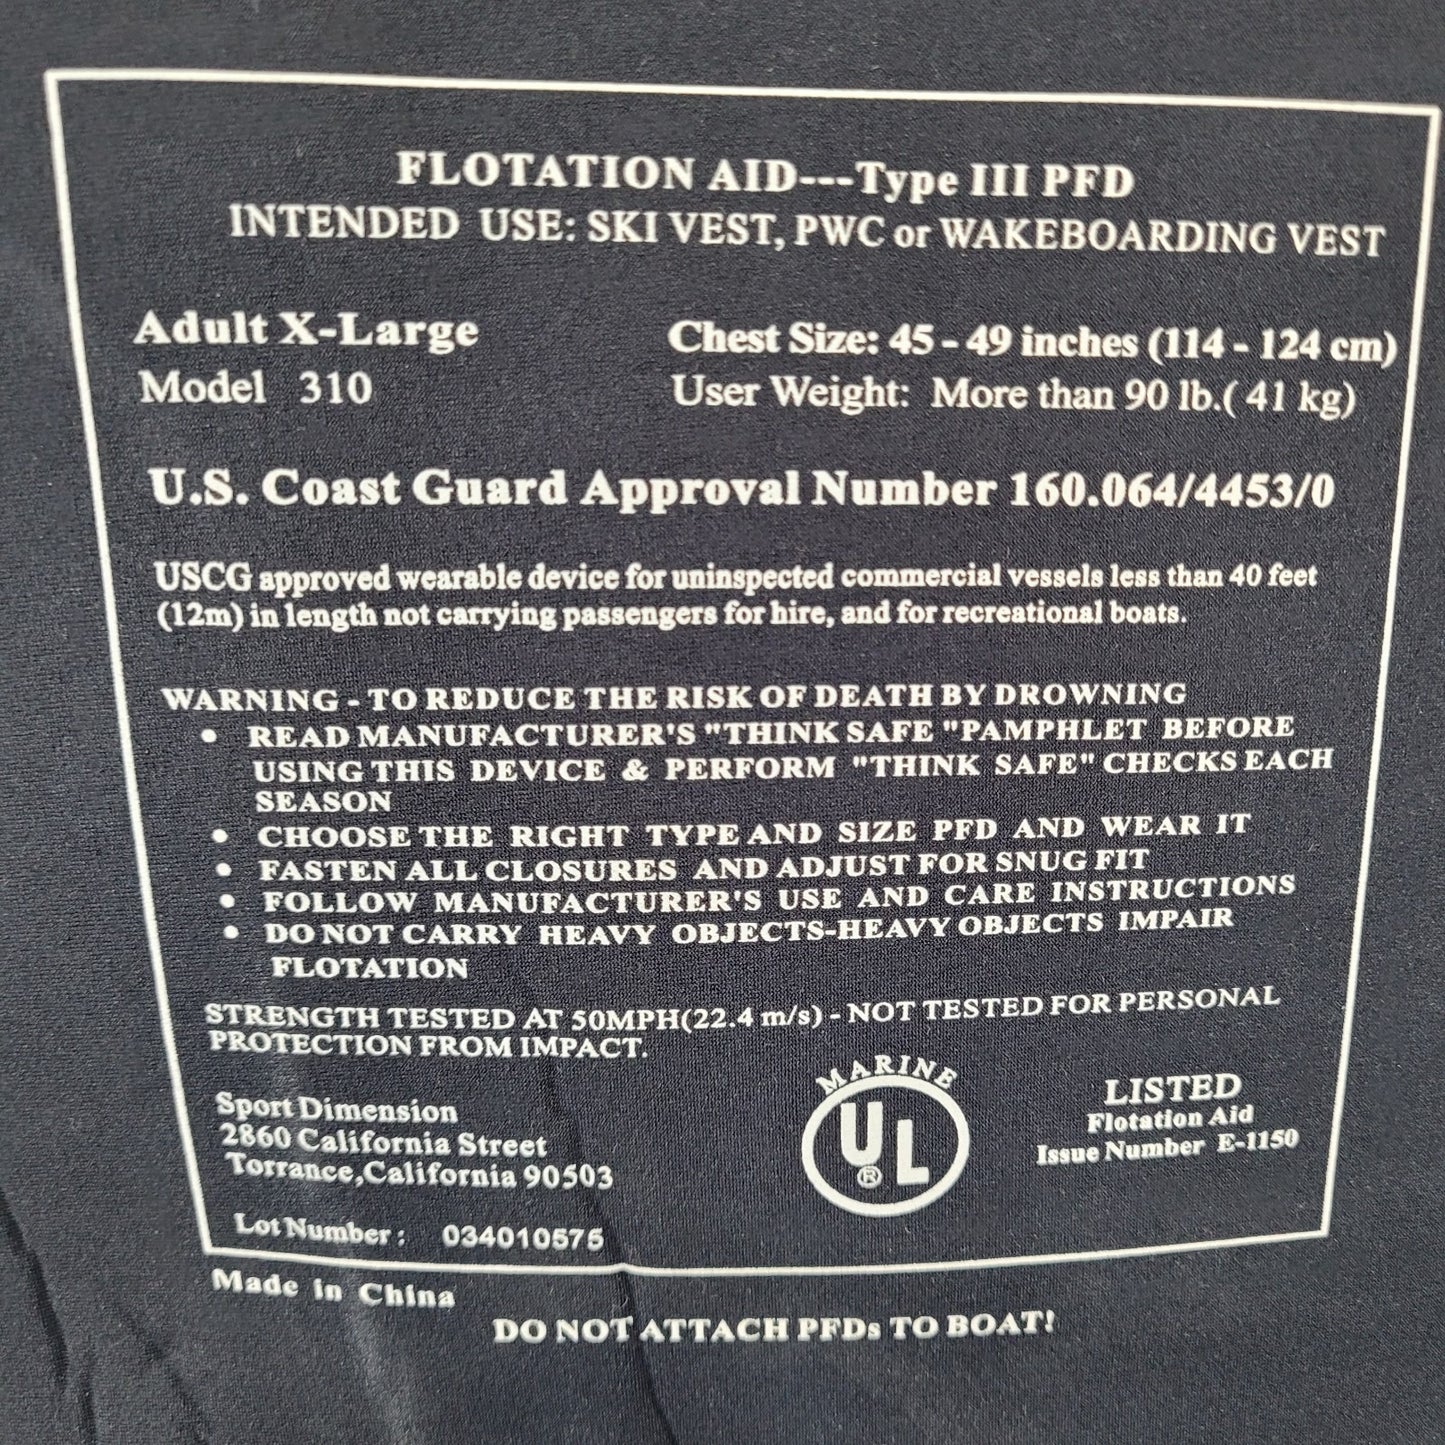 FLOTATION AID---Type III PFD
INTENDED USE: SKI VEST, PWC or WAKEBOARDING VEST
Adult X-Large
Chest Size: 45 - 49 inches (114 - 124 cm)
Model 310
User Weight: More than 90 lb.( 41 kg)
U.S. Coast Guard Approval Number 160.064/4453/0
USCG approved wearable device for uninspected commercial vessels less than 40 feet
(12m) in length not carrying passengers for hire, and for recreational boats.
WARNING - TO REDUCE THE RISK OF DEATH BY DROWNING
• READ MANUFACTURER'S "THINK SAFE "PAMPHLET BEFORE
USING THIS DEVICE & PERFORM "THINK SAFE" CHECKS EACH
SEASON
• CHOOSE THE RIGHT TYPE AND SIZE PFD AND WEAR IT
• FASTEN ALL CLOSURES AND ADJUST FOR SNUG FIT
• FOLLOW MANUFACTURER'S USE AND CARE INSTRUCTIONS
• DO NOT CARRY HEAVY OBJECTS-HEAVY OBJECTS IMPAIR
FLOTATION
STRENGTH TESTED AT 50MPH(22.4 m/s) - NOT TESTED FOR PERSONAL
PROTECTION FROM IMPACT.
Sport Dimension
2860 California Street
Torrance,California 90503
MARINE
UL ®
LISTED
Flotation Aid
Issue Number E-1150
Lot Number : 034010575
Made in China
DO NOT ATTACH PFDs TO BOAT!